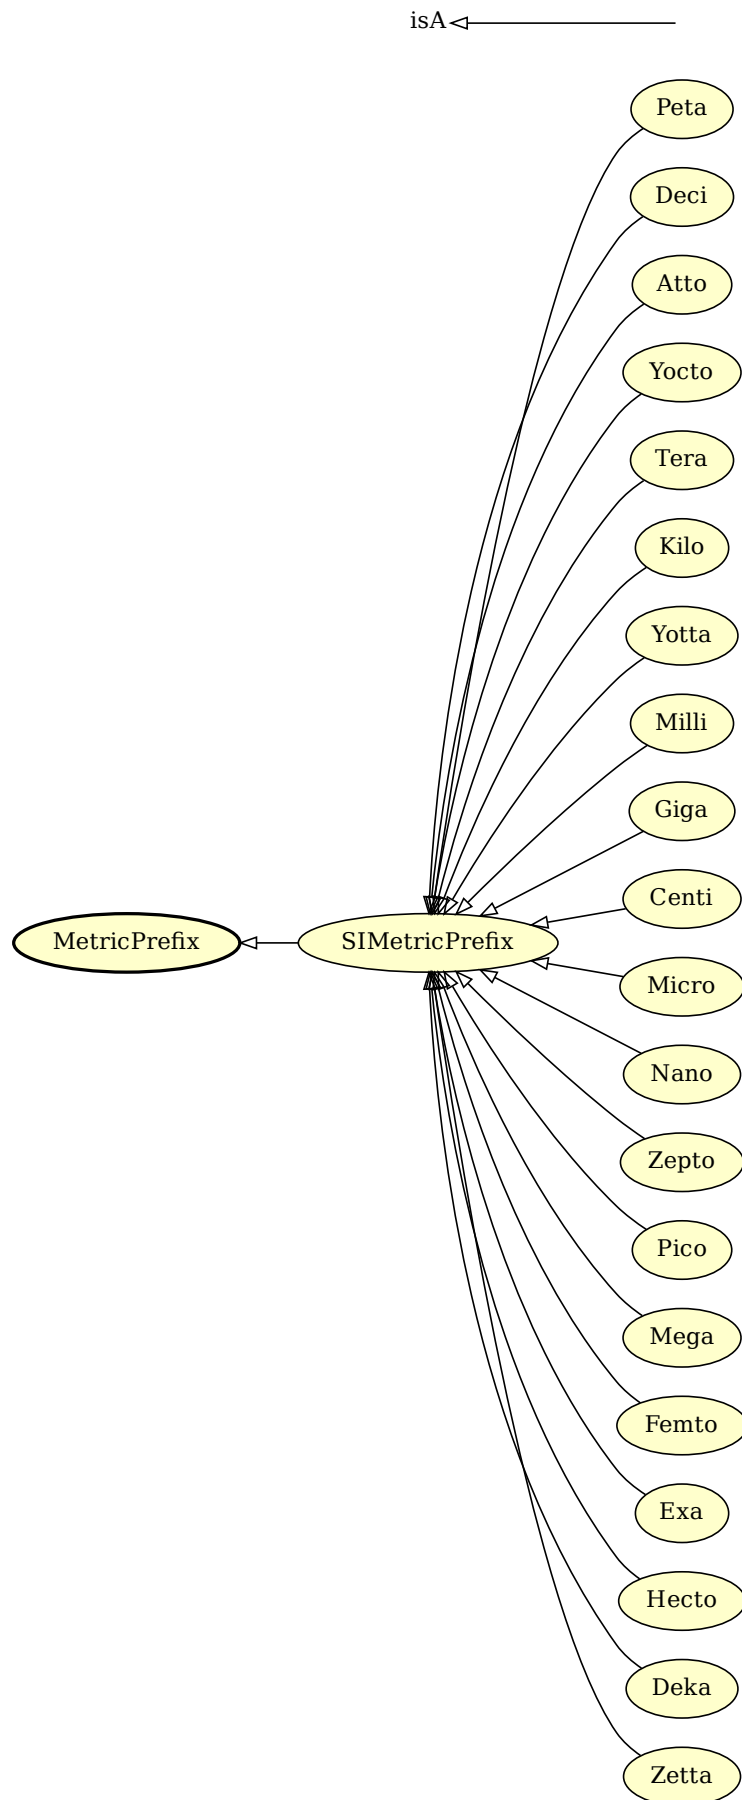 isA
Peta
Deci
Atto
Yocto
Tera
Kilo
Yotta
Milli
Giga
Centi
MetricPrefix
SIMetricPrefix
Micro
Nano
Zepto
Pico
Mega
Femto
Exa
Hecto
Deka
Zetta